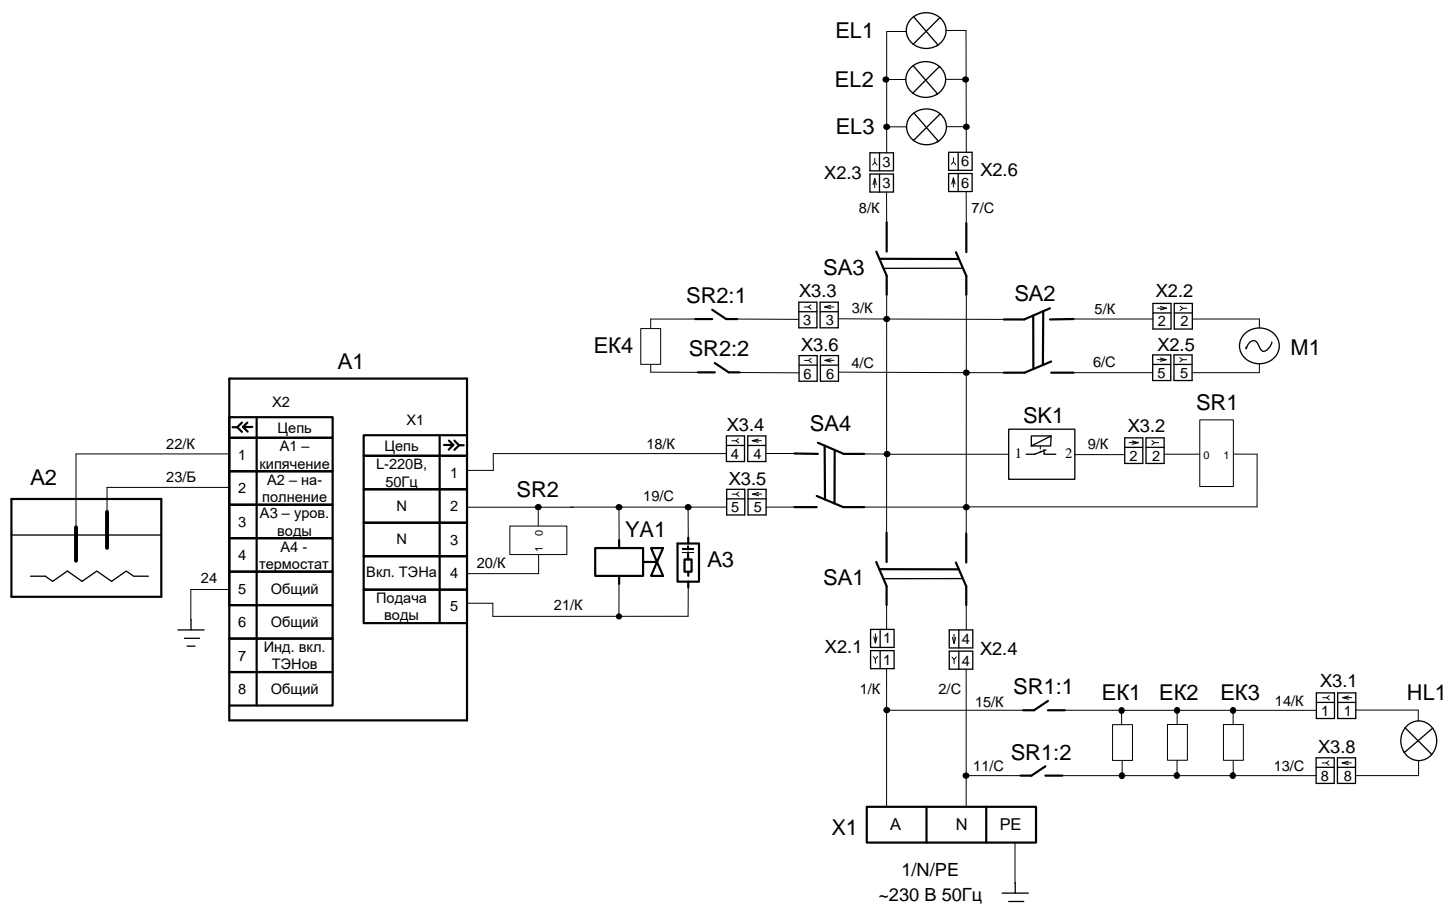 EL1
EL2
EL3
X2.3
3
3
6
6
X2.6
8/К
7/С
SA3
SR2:1
X3.3
3
3
3/К
SA2
5/К
X2.2
2
2
EK4
SR2:2
X3.6
6
6
4/С
6/С
X2.5
5
5
M1
A1
X2
Цепь
1
А1 –
кипячение
2
А2 – на-
полнение
3
А3 – уров.
воды
4
А4 -
термостат
5
Общий
6
Общий
7
Инд. вкл.
ТЭНов
8
Общий
X1
Цепь
L-220В,
50Гц
1
N
2
N
3
Вкл. ТЭНа
4
Подача
воды
5
22/К
23/Б
24
A2
18/К
X3.4
4
4
SA4
19/С
X3.5
5
5
SR2
1
0
20/К
21/К
YA1
A3
SK1
1
2
9/К
X3.2
2
2
SR1
0
1
SA1
X2.1
1
1
4
4
X2.4
1/К
2/С
15/К
SR1:1
EK1
EK2
EK3
14/К
X3.1
1
1
HL1
11/С
SR1:2
13/С
X3.8
8
8
X1
A
N
PE
1/N/PE
~230 В 50Гц